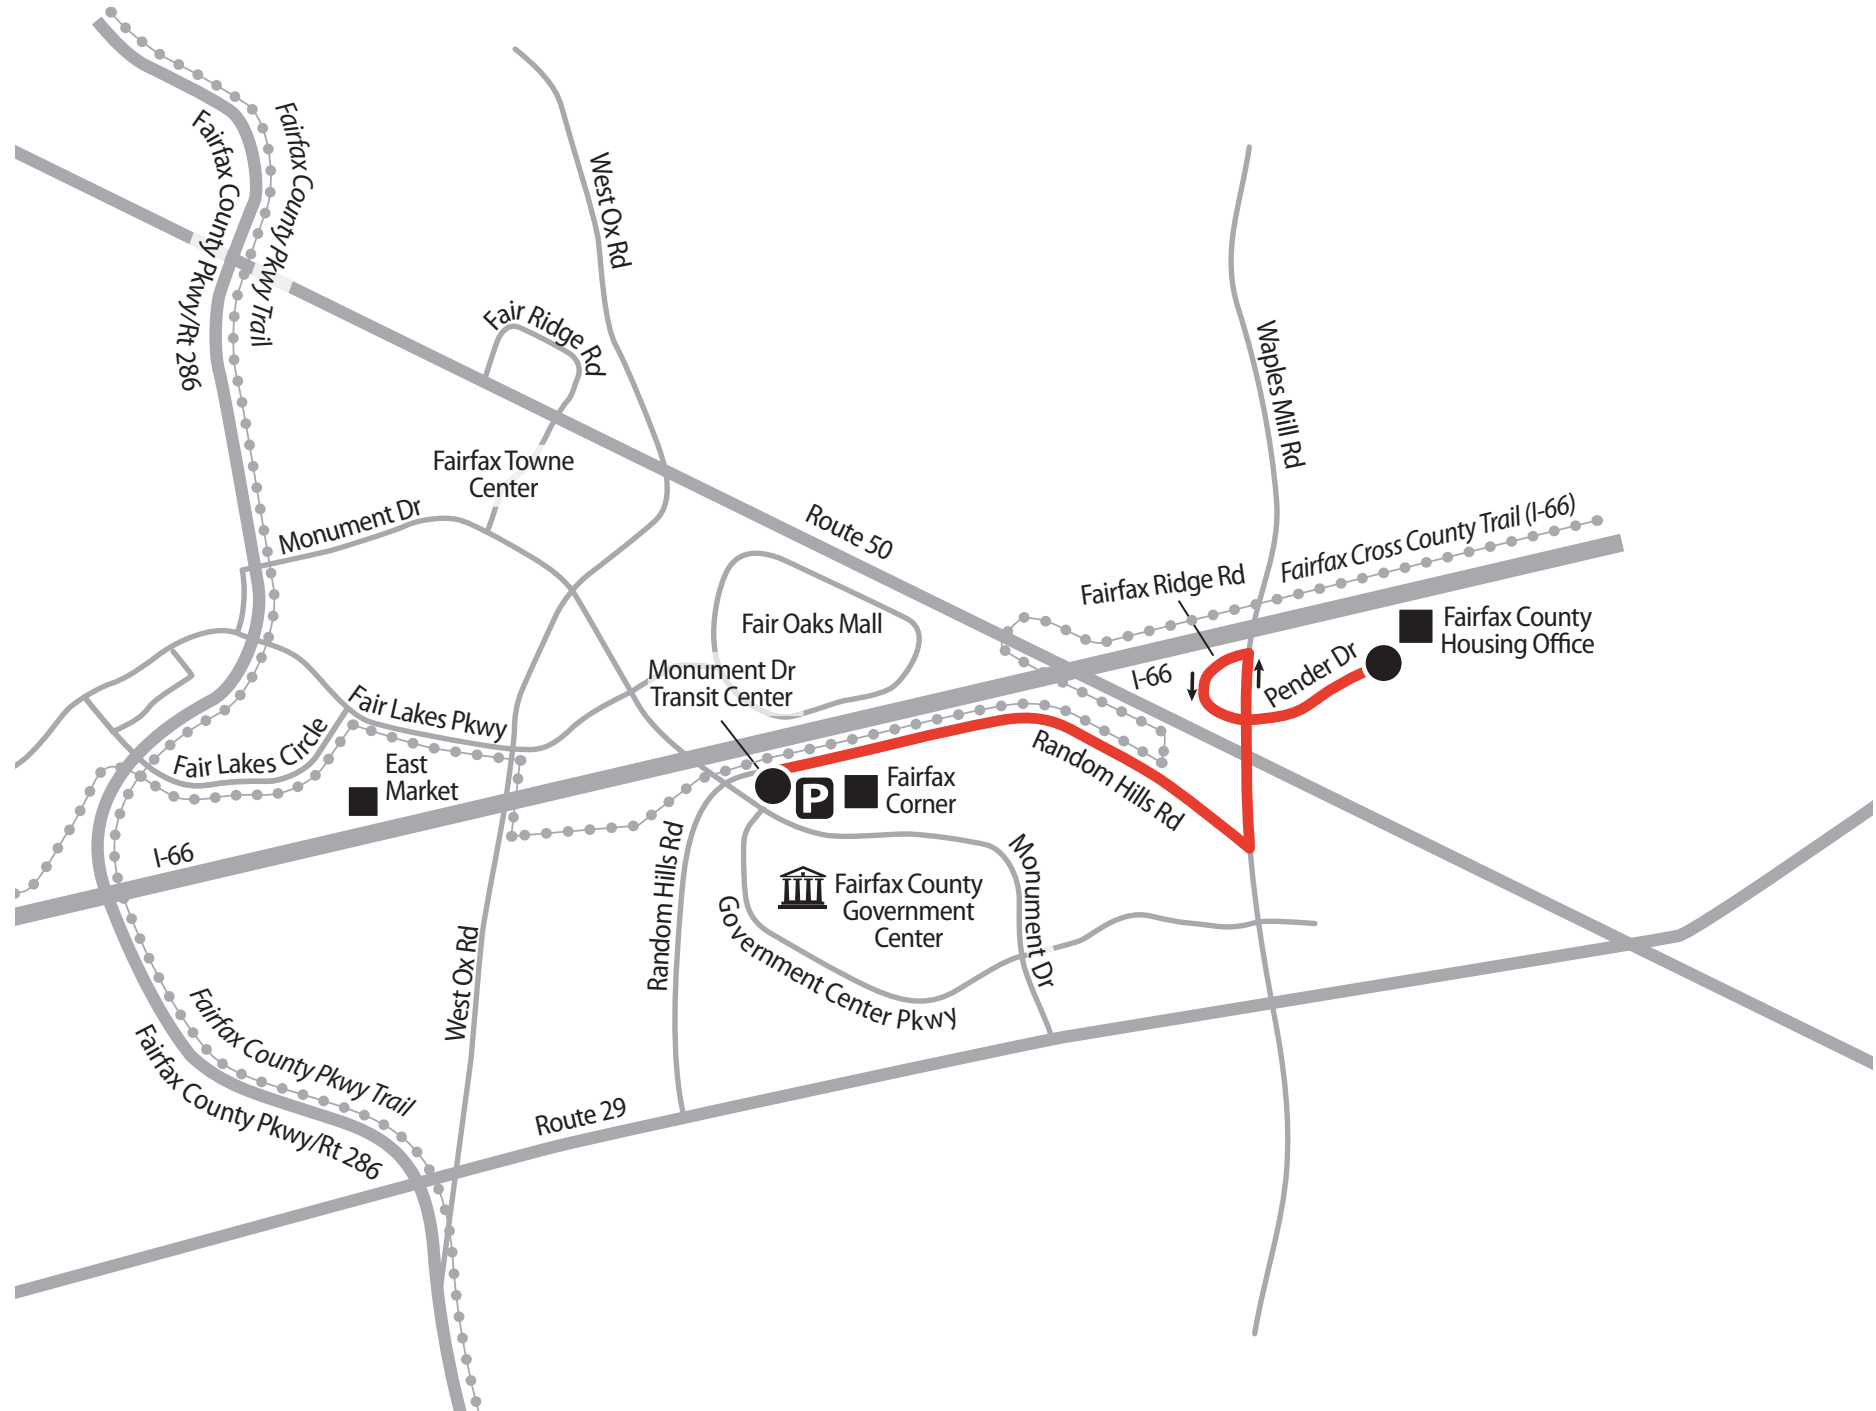 Fairfax County Pkwy/Rt 286
Fairfax County Pkwy Trail
West Ox Rd
Fair Ridge Rd
Waples Mill Rd
Fairfax Towne
Center
Monument Dr
Route 50
Fairfax Cross County Trail (I-66)
Fairfax Ridge Rd
Fair Oaks Mall
Fairfax County
Housing Office
Monument Dr
Transit Center
I-66
Pender Dr
Fair Lakes Pkwy
Fair Lakes Circle
East
Market
P
Fairfax
Corner
Random Hills Rd
I-66
Random Hills Rd
Monument Dr
Fairfax County
Government
Center
Government Center Pkwy
West Ox Rd
Fairfax County Pkwy Trail
Fairfax County Pkwy/Rt 286
Route 29